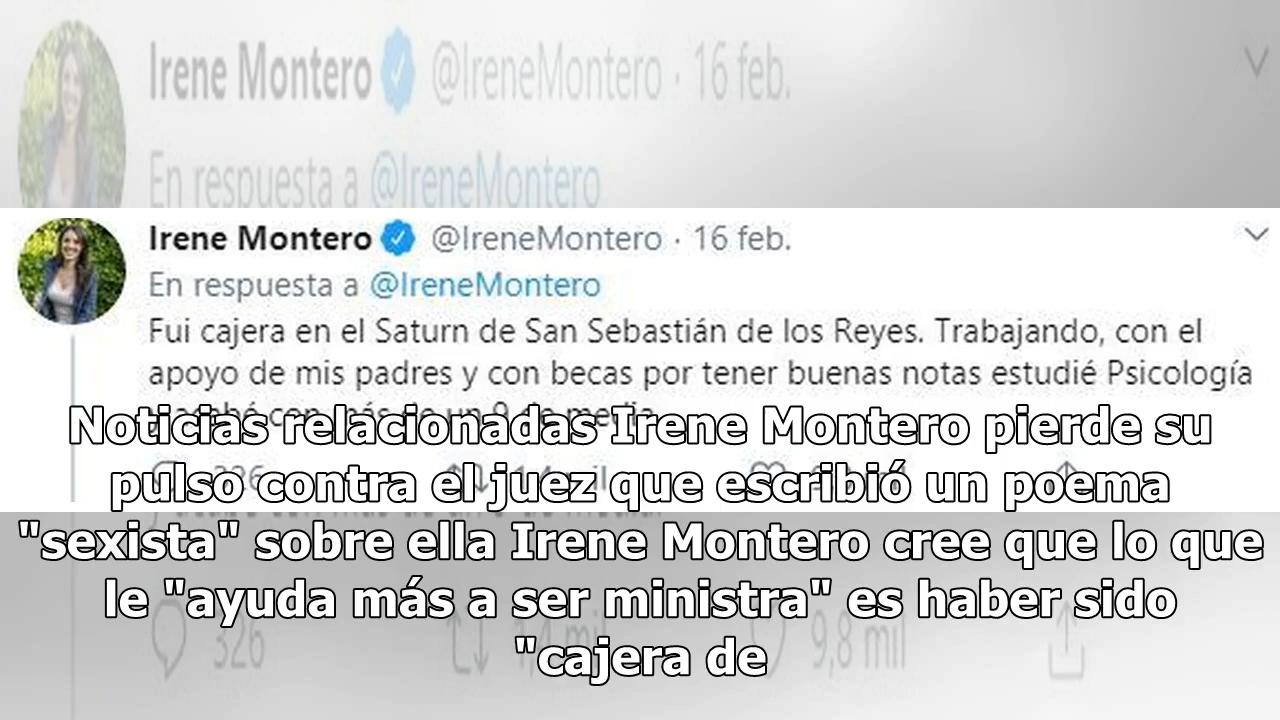 Irene Montero @IreneMontero · 16 feb.
En respuesta a @IreneMontero
Irene Montero @IreneMontero · 16 feb.
En respuesta a @IreneMontero
Fui cajera en el Saturn de San Sebastián de los Reyes. Trabajando, con el
apoyo de mis padres y con becas por tener buenas notas estudié Psicología
Noticias relacionadas Irene Montero pierde su
pulso contra el juez que escribió un poema
"sexista" sobre ella Irene Montero cree que lo que
le "ayuda más a ser ministra" es haber sido
"cajera de
326 1,4 mil 9,8 mil